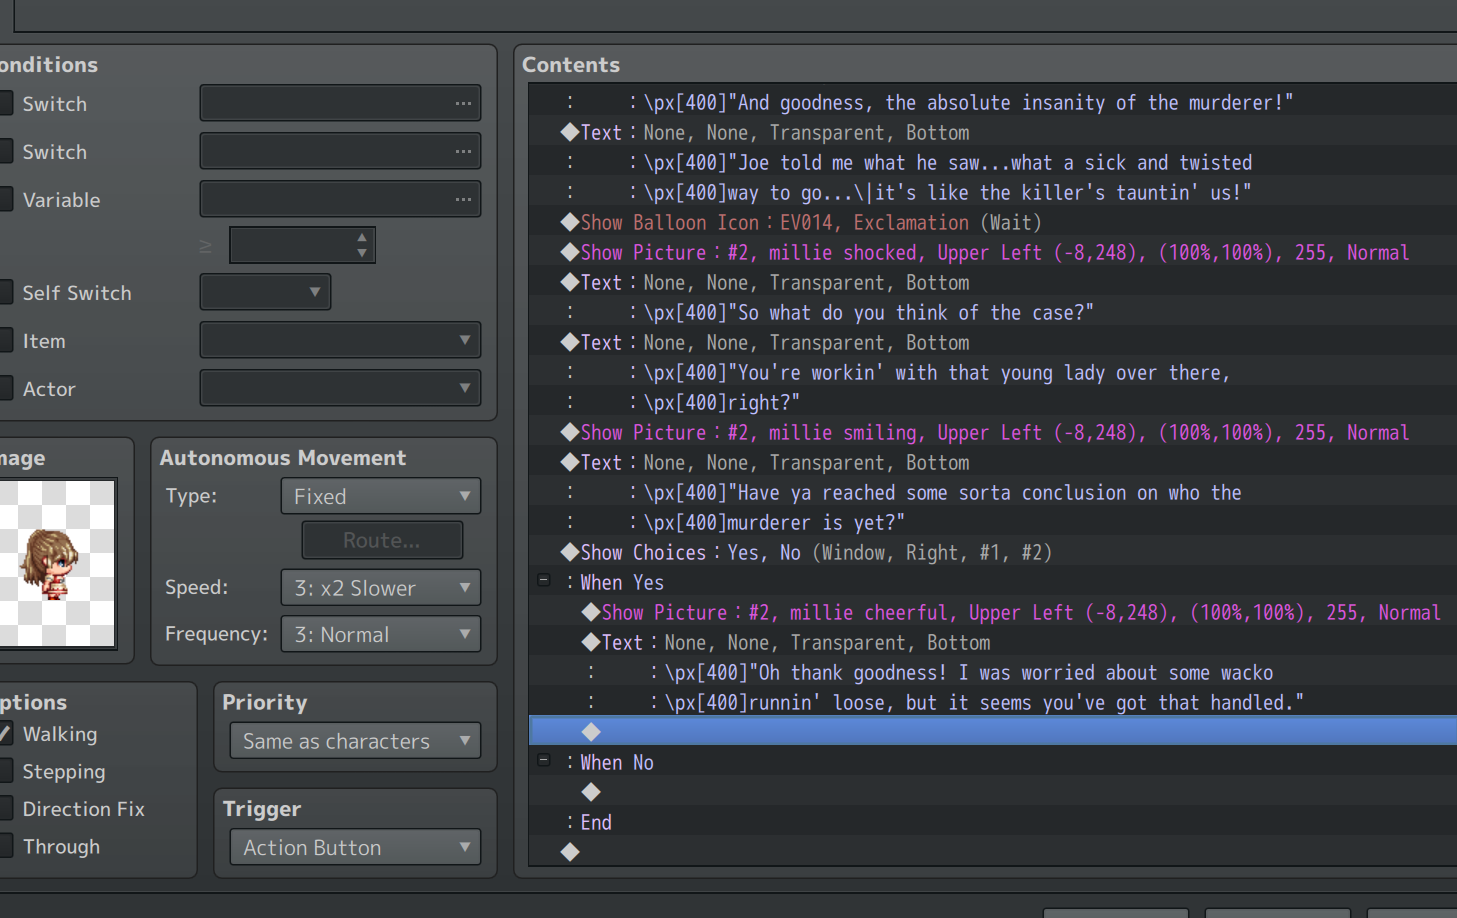 onditions
Switch ...
Switch ...
Variable ...
≥
Self Switch
Item
Actor
mage
Autonomous Movement
Type: Fixed
Route...
Speed: 3: x2 Slower
Frequency: 3: Normal
ptions
Walking
Stepping
Direction Fix
Through
Priority
Same as characters
Trigger
Action Button
Contents
: : \px[400]"And goodness, the absolute insanity of the murderer!"
◆Text : None, None, Transparent, Bottom
: : \px[400]"Joe told me what he saw...what a sick and twisted
: : \px[400]way to go...\|it's like the killer's tauntin' us!"
◆Show Balloon Icon : EV014, Exclamation (Wait)
◆Show Picture : #2, millie shocked, Upper Left (-8,248), (100%,100%), 255, Normal
◆Text : None, None, Transparent, Bottom
: : \px[400]"So what do you think of the case?"
◆Text : None, None, Transparent, Bottom
: : \px[400]"You're workin' with that young lady over there,
: : \px[400]right?"
◆Show Picture : #2, millie smiling, Upper Left (-8,248), (100%,100%), 255, Normal
◆Text : None, None, Transparent, Bottom
: : \px[400]"Have ya reached some sorta conclusion on who the
: : \px[400]murderer is yet?"
◆Show Choices : Yes, No (Window, Right, #1, #2)
: When Yes
◆Show Picture : #2, millie cheerful, Upper Left (-8,248), (100%,100%), 255, Normal
◆Text : None, None, Transparent, Bottom
: : \px[400]"Oh thank goodness! I was worried about some wacko
: : \px[400]runnin' loose, but it seems you've got that handled."
◆
: When No
◆
: End
◆